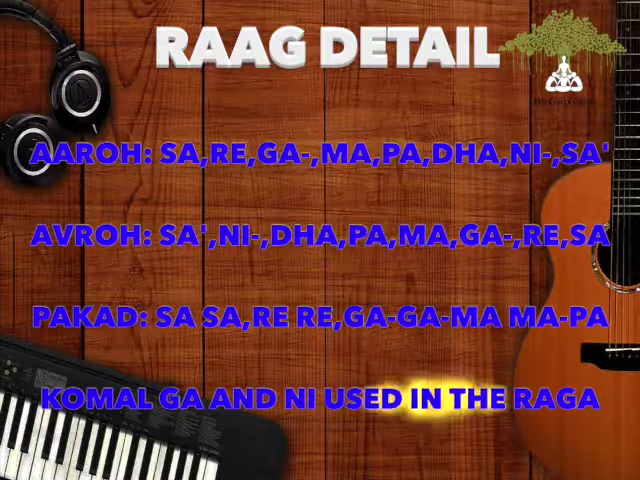 RAAG DETAIL
AAROH: SA,RE,GA-,MA,PA,DHA,NI-,SA'
AVROH: SA',NI-,DHA,PA,MA,GA-,RE,SA
PAKAD: SA SA,RE RE,GA-GA-MA MA-PA
KOMAL GA AND NI USED IN THE RAGA